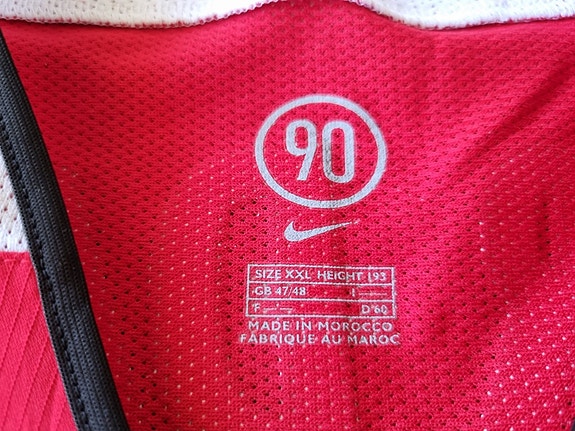 90
SIZE XXL HEIGHT 193
GB 47/48 I -.-
F -.- D 60
MADE IN MOROCCO
FABRIQUE AU MAROC